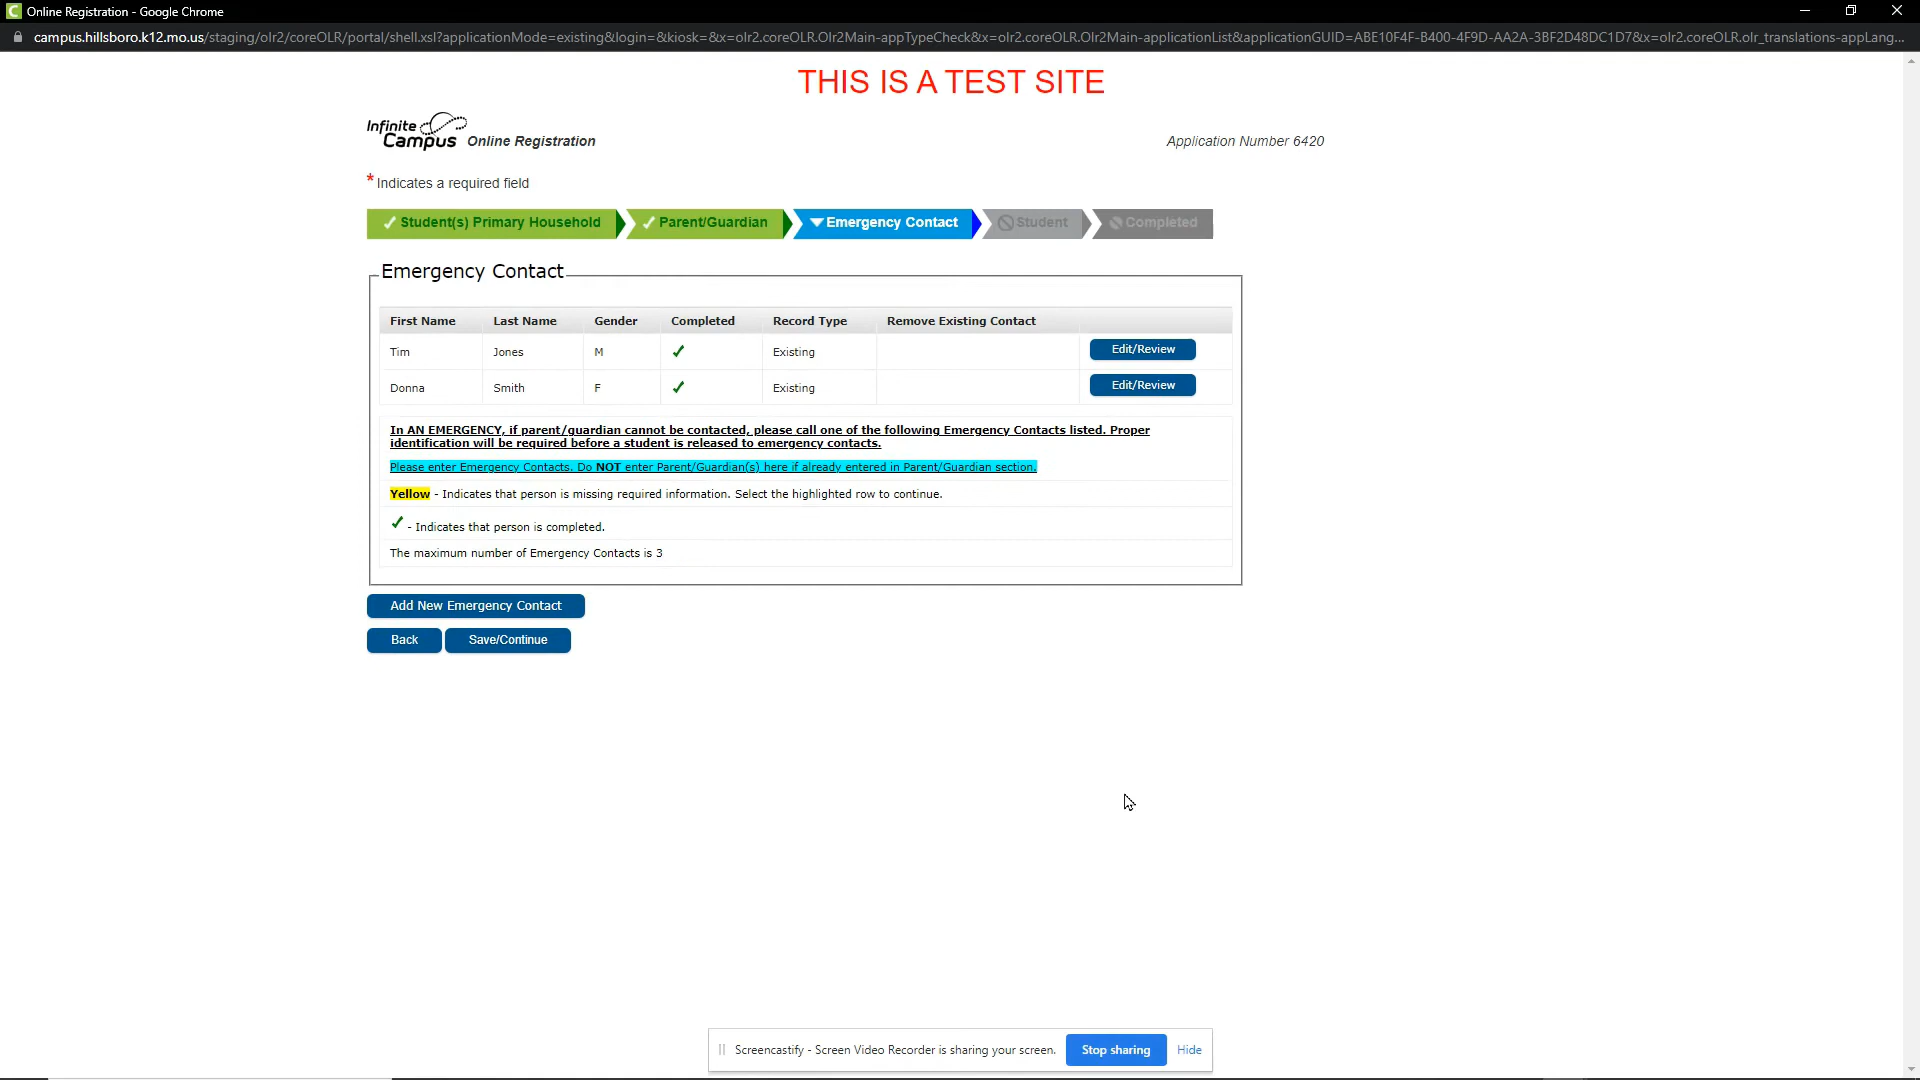 Online Registration - Google Chrome
campus.hillsboro.k12.mo.us/staging/olr2/coreOLR/portal/shell.xsl?applicationMode=existing&login=&kiosk=&x=olr2.coreOLR.Olr2Main-appTypeCheck&x=olr2.coreOLR.Olr2Main-applicationList&applicationGUID=ABE10F4F-B400-4F9D-AA2A-3BF2D48DC1D7&x=olr2.coreOLR.olr_translations-appLang...
THIS IS A TEST SITE
Infinite Campus Online Registration
Application Number 6420
* Indicates a required field
Student(s) Primary Household
Parent/Guardian
Emergency Contact
Student
Completed
Emergency Contact
First Name Last Name Gender Completed Record Type Remove Existing Contact
Tim Jones M ✓ Existing Edit/Review
Donna Smith F ✓ Existing Edit/Review
In AN EMERGENCY, if parent/guardian cannot be contacted, please call one of the following Emergency Contacts listed. Proper
identification will be required before a student is released to emergency contacts.
Please enter Emergency Contacts. Do NOT enter Parent/Guardian(s) here if already entered in Parent/Guardian section.
Yellow - Indicates that person is missing required information. Select the highlighted row to continue.
✓ - Indicates that person is completed.
The maximum number of Emergency Contacts is 3
Add New Emergency Contact
Back Save/Continue
Screencastify - Screen Video Recorder is sharing your screen. Stop sharing Hide